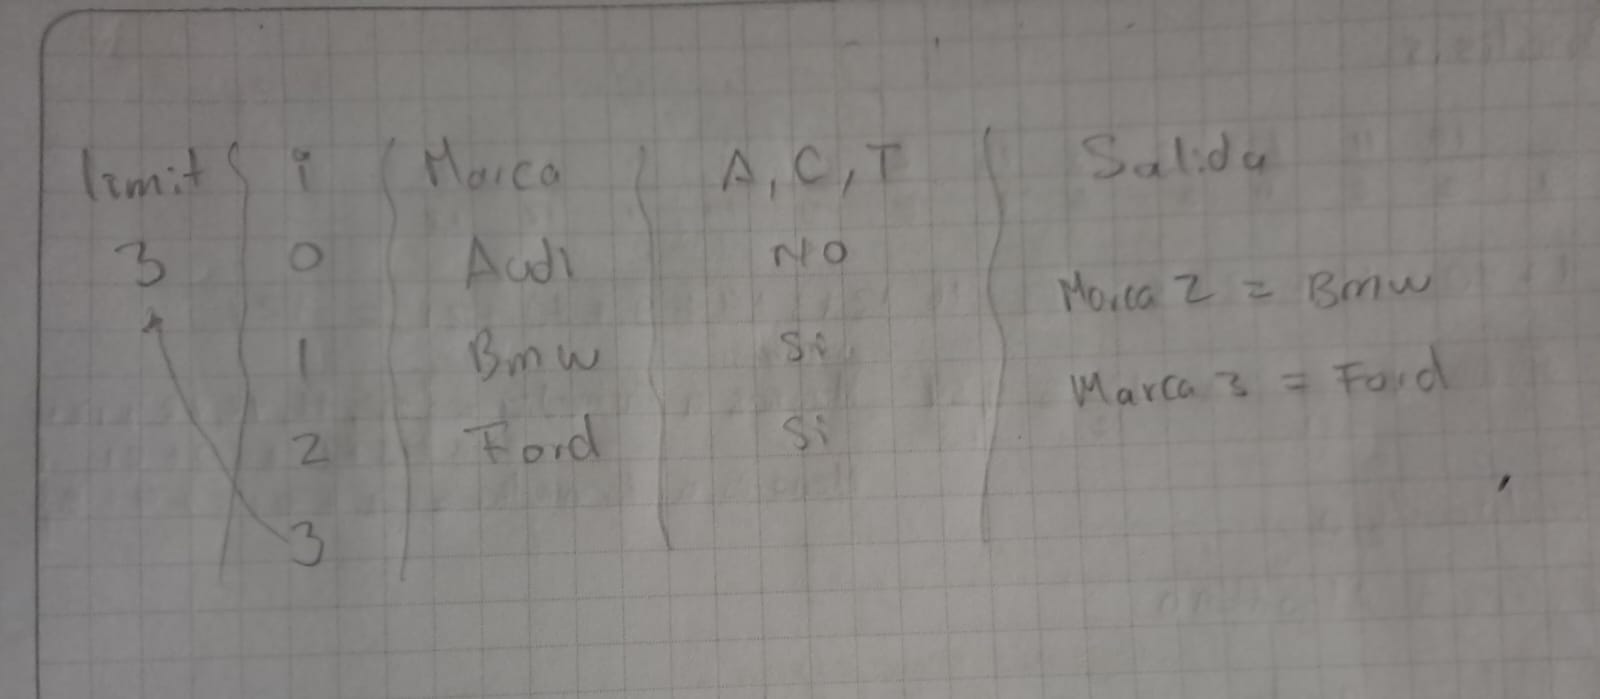 limit i Marca A, C, T Salida
3 0 Audi NO
Marca 2 = Bmw
1 Bmw Si
Marca 3 = Ford
2 Ford Si
3